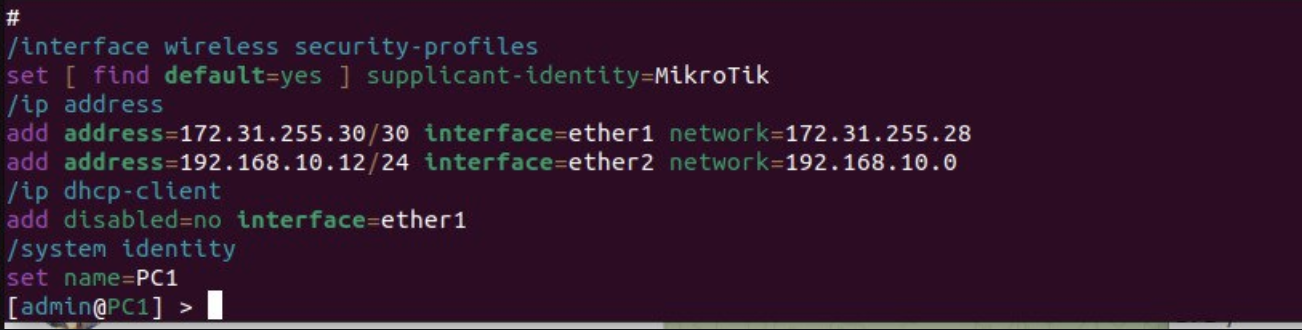 #
/interface wireless security-profiles
set [ find default=yes ] supplicant-identity=MikroTik
/ip address
add address=172.31.255.30/30 interface=ether1 network=172.31.255.28
add address=192.168.10.12/24 interface=ether2 network=192.168.10.0
/ip dhcp-client
add disabled=no interface=ether1
/system identity
set name=PC1
[admin@PC1] >